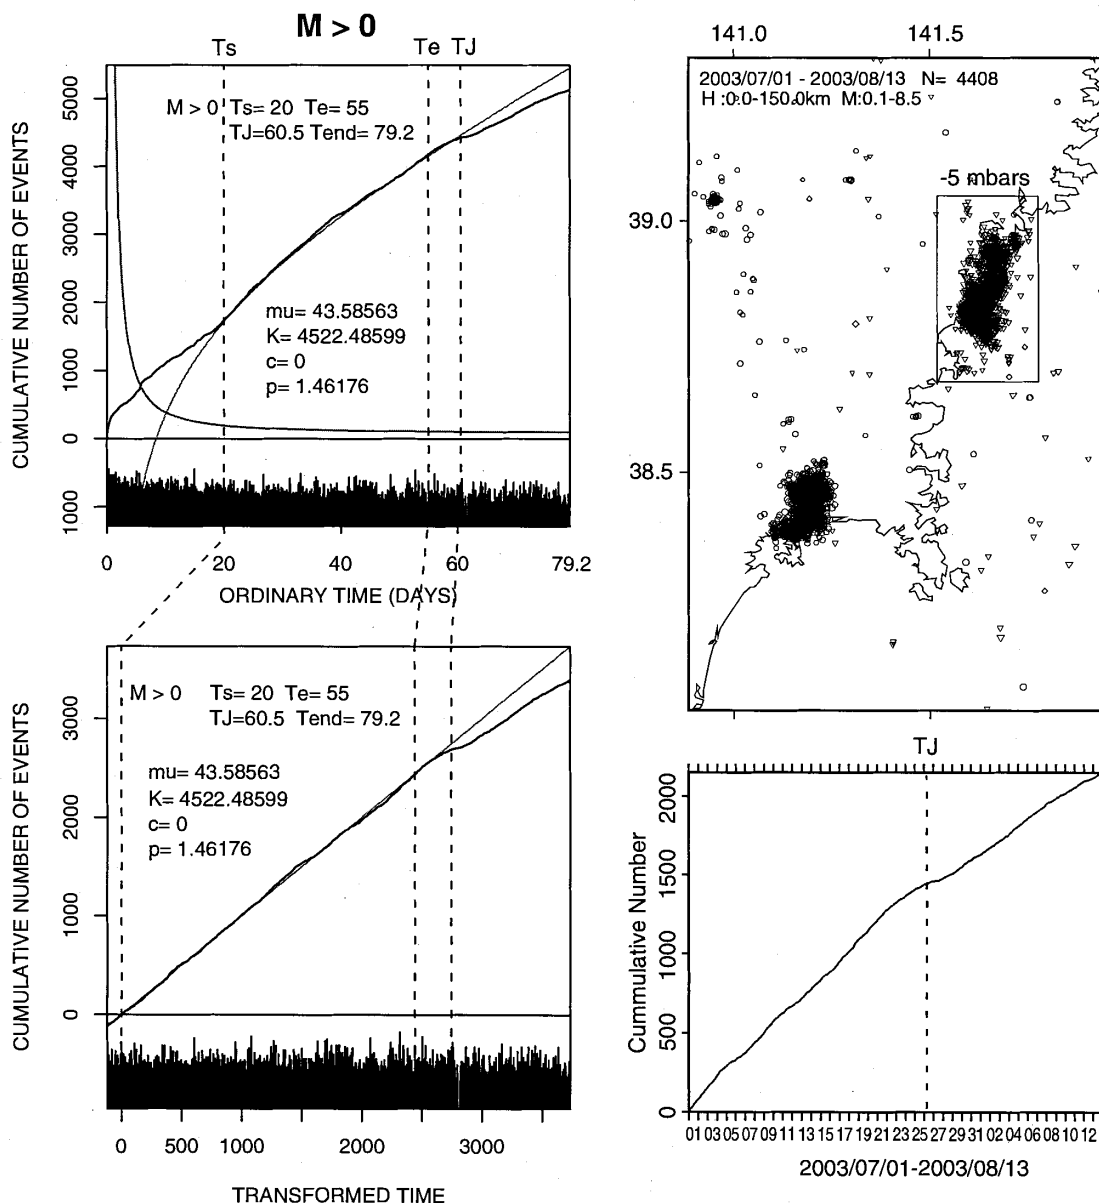 M > 0
Ts Te TJ
M > 0 Ts= 20 Te= 55
TJ=60.5 Tend= 79.2
mu= 43.58563
K= 4522.48599
c= 0
p= 1.46176
CUMULATIVE NUMBER OF EVENTS
5000
4000
3000
2000
1000
0
1000
0 20 40 60 79.2
ORDINARY TIME (DAYS)
M > 0 Ts= 20 Te= 55
TJ=60.5 Tend= 79.2
mu= 43.58563
K= 4522.48599
c= 0
p= 1.46176
CUMULATIVE NUMBER OF EVENTS
3000
2000
1000
0
0 500 1000 2000 3000
TRANSFORMED TIME
141.0 141.5
2003/07/01 - 2003/08/13 N= 4408
H :0.0-150.0km M:0.1-8.5
-5 mbars
39.0
38.5
TJ
Cummulative Number
2000
1500
1000
500
0
01 03 05 07 09 11 13 15 17 19 21 23 25 27 29 31 02 04 06 08 10 12
2003/07/01-2003/08/13